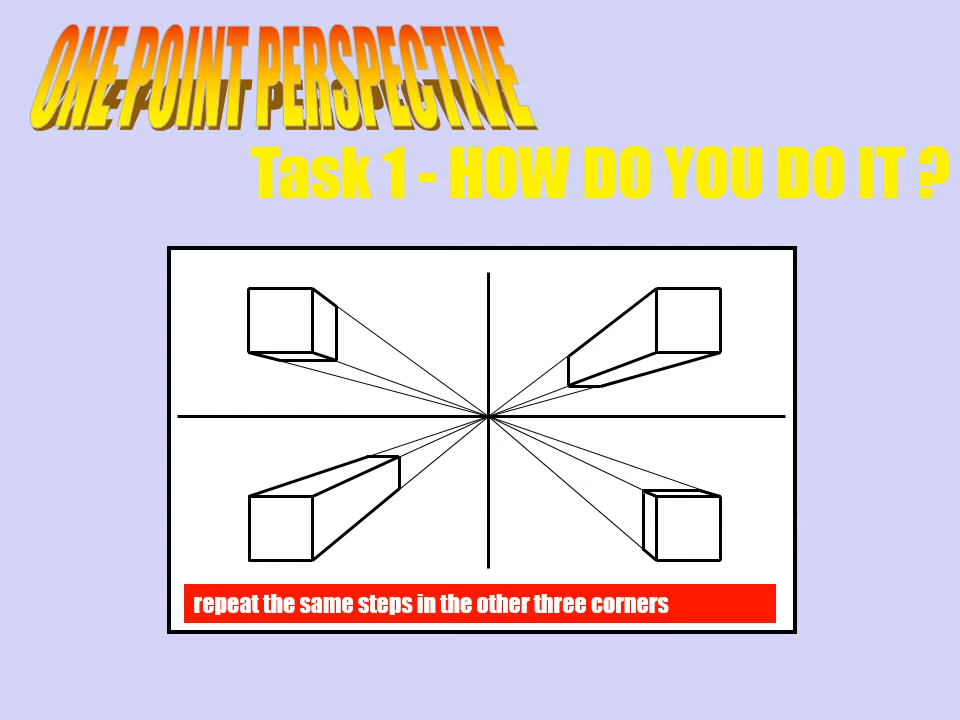 ONE POINT PERSPECTIVE
Task 1 - HOW DO YOU DO IT ?
repeat the same steps in the other three corners